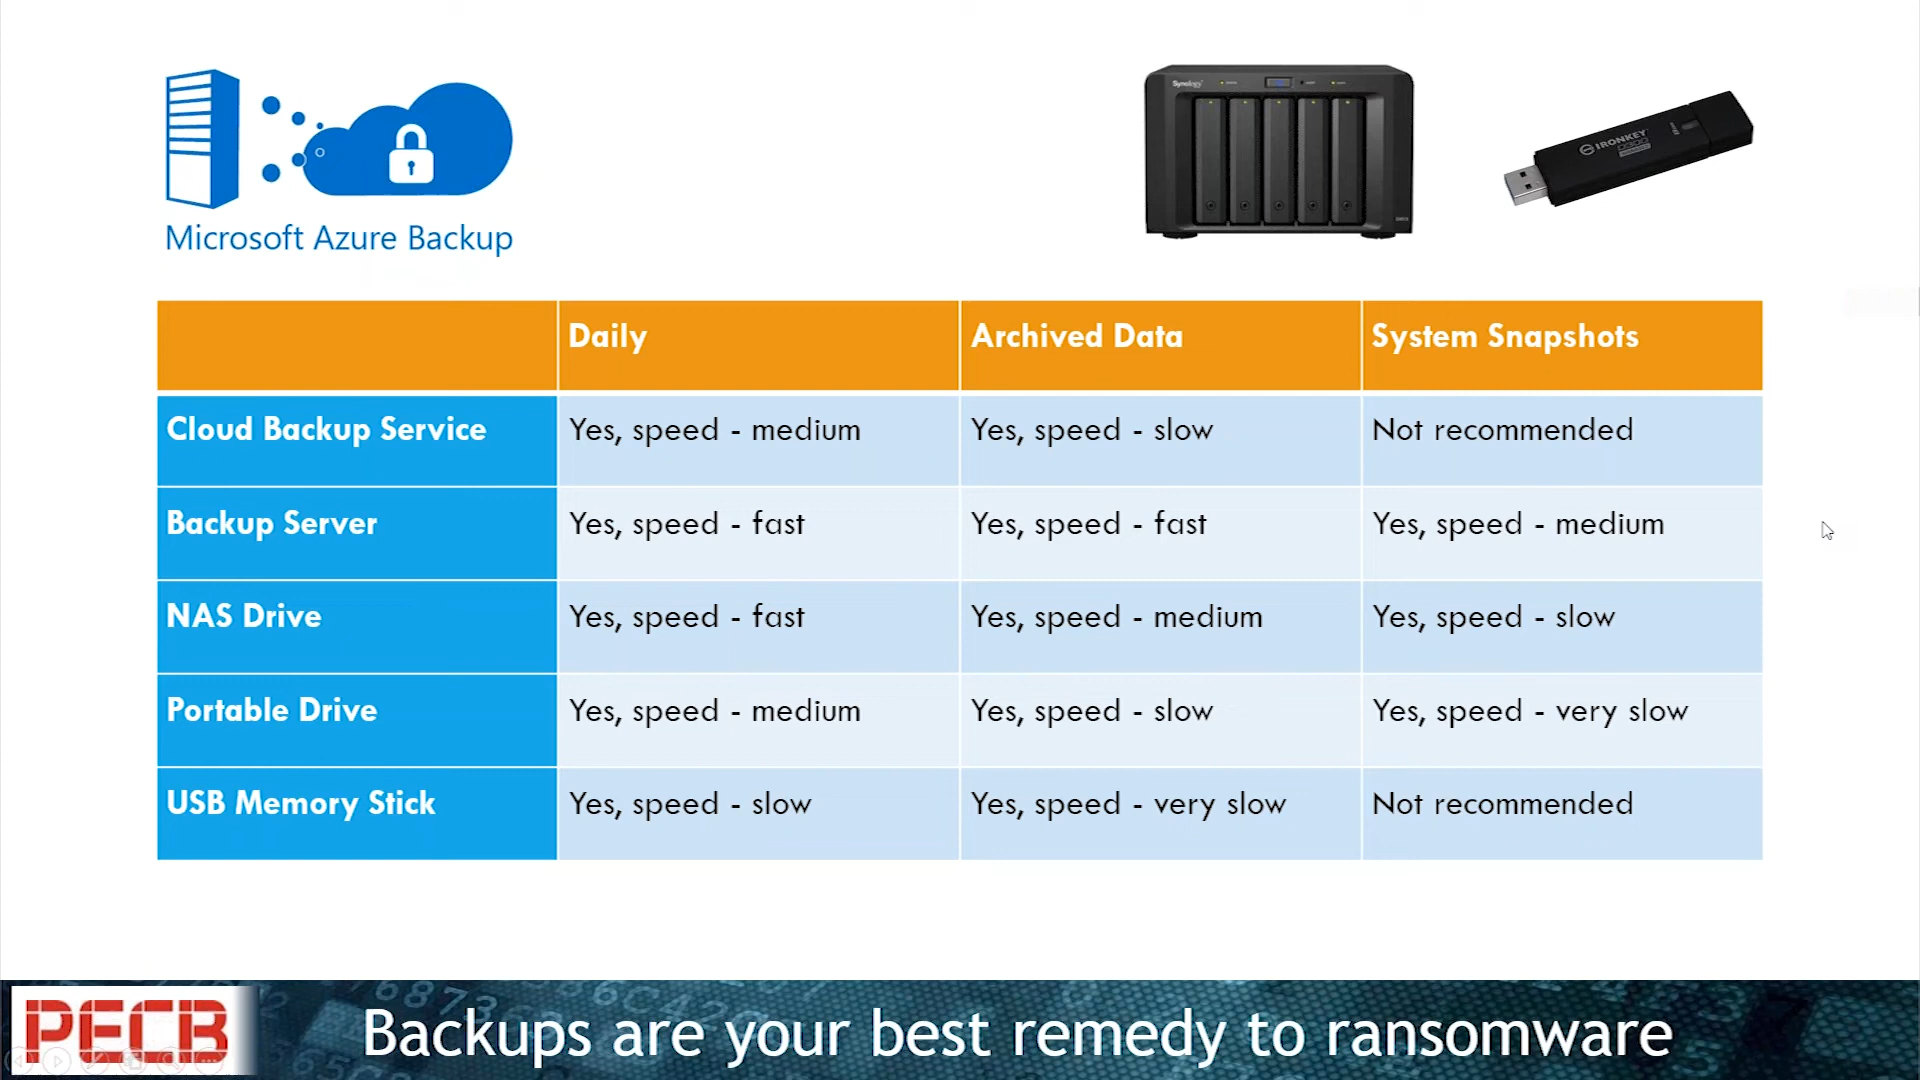 Synology
IRONKEY
D300
Microsoft Azure Backup
Daily
Archived Data
System Snapshots
Cloud Backup Service
Yes, speed - medium
Yes, speed - slow
Not recommended
Backup Server
Yes, speed - fast
Yes, speed - fast
Yes, speed - medium
NAS Drive
Yes, speed - fast
Yes, speed - medium
Yes, speed - slow
Portable Drive
Yes, speed - medium
Yes, speed - slow
Yes, speed - very slow
USB Memory Stick
Yes, speed - slow
Yes, speed - very slow
Not recommended
PECB
Backups are your best remedy to ransomware